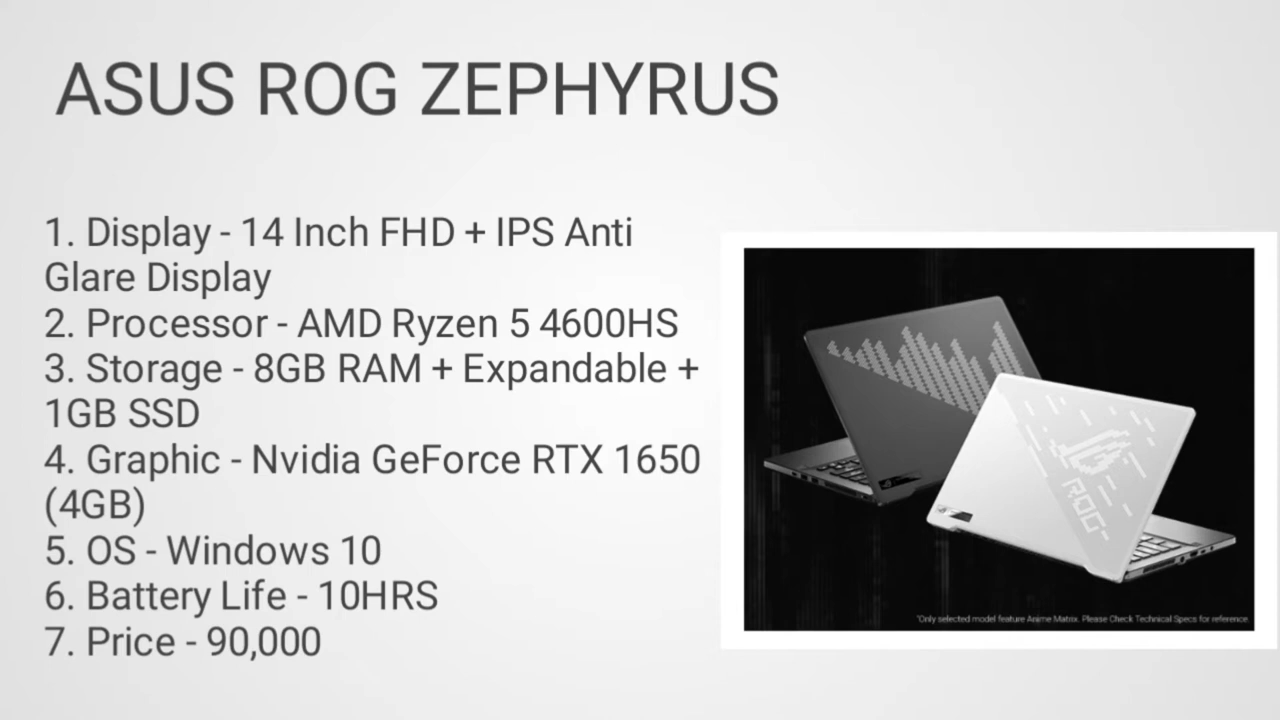 ASUS ROG ZEPHYRUS
1. Display - 14 Inch FHD + IPS Anti
Glare Display
2. Processor - AMD Ryzen 5 4600HS
3. Storage - 8GB RAM + Expandable +
1GB SSD
4. Graphic - Nvidia GeForce RTX 1650
(4GB)
5. OS - Windows 10
6. Battery Life - 10HRS
7. Price - 90,000
ROG
*Only selected model feature Anime Matrix. Please Check Technical Specs for reference.